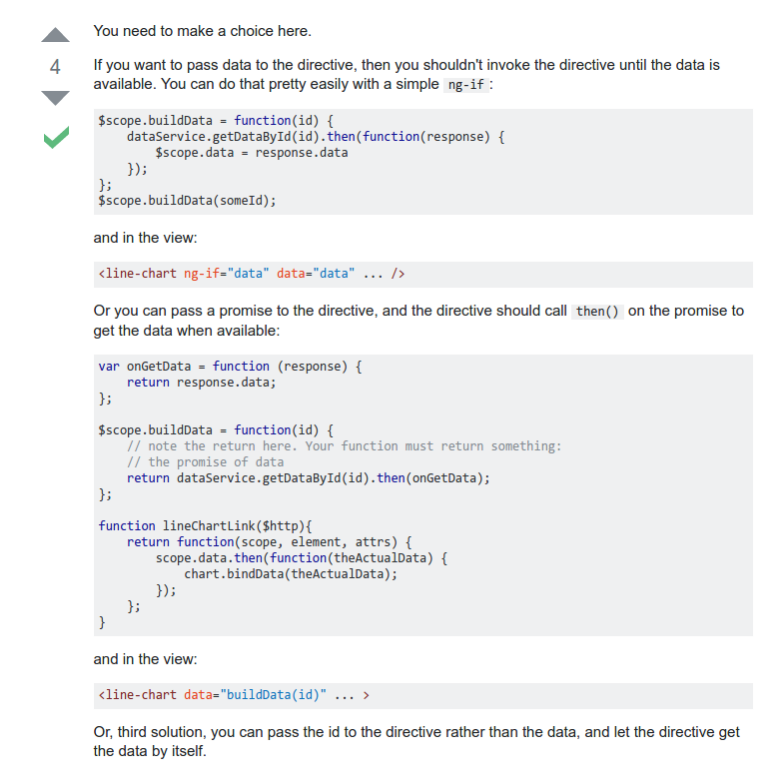 You need to make a choice here.
4
If you want to pass data to the directive, then you shouldn't invoke the directive until the data is
available. You can do that pretty easily with a simple ng-if :
$scope.buildData = function(id) {
    dataService.getDataById(id).then(function(response) {
        $scope.data = response.data
    });
};
$scope.buildData(someId);
and in the view:
<line-chart ng-if="data" data="data" ... />
Or you can pass a promise to the directive, and the directive should call then() on the promise to
get the data when available:
var onGetData = function (response) {
    return response.data;
};
$scope.buildData = function(id) {
    // note the return here. Your function must return something:
    // the promise of data
    return dataService.getDataById(id).then(onGetData);
};
function lineChartLink($http){
    return function(scope, element, attrs) {
        scope.data.then(function(theActualData) {
            chart.bindData(theActualData);
        });
    };
}
and in the view:
<line-chart data="buildData(id)" ... >
Or, third solution, you can pass the id to the directive rather than the data, and let the directive get
the data by itself.